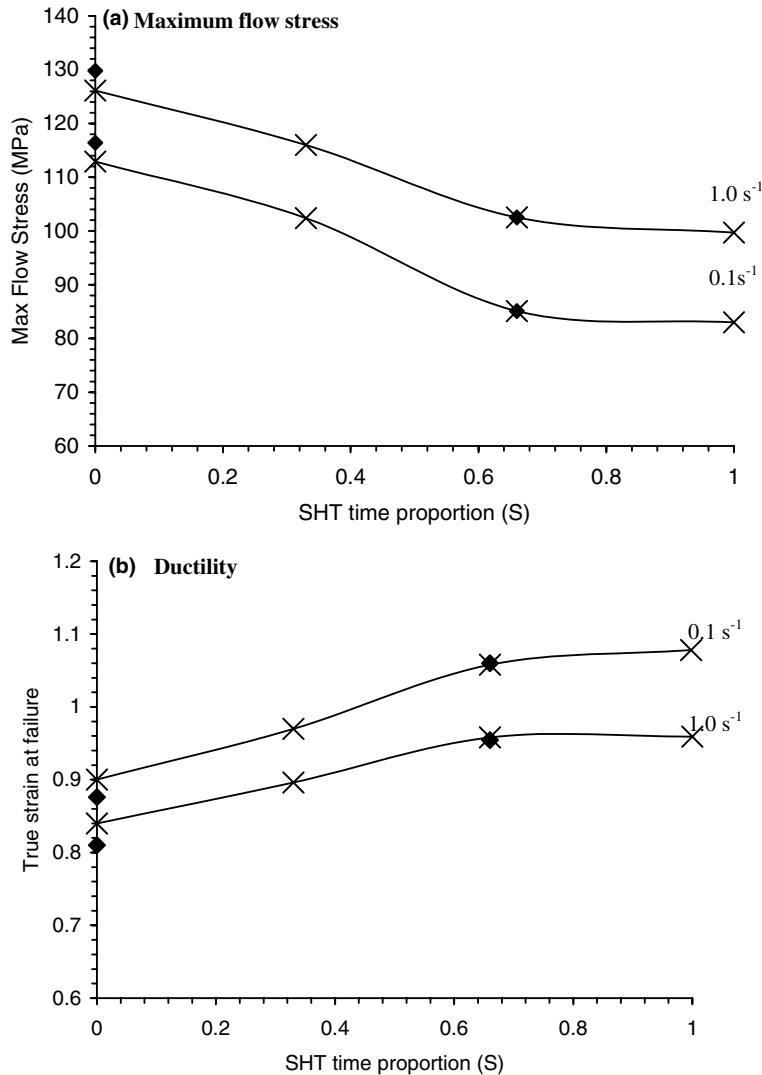 (a) Maximum flow stress
Max Flow Stress (MPa)
140
130
120
110
100
90
80
70
60
1.0 s-1
0.1s-1
0 0.2 0.4 0.6 0.8 1
SHT time proportion (S)
(b) Ductility
True strain at failure
1.2
1.1
1
0.9
0.8
0.7
0.6
0.1 s-1
1.0 s-1
0 0.2 0.4 0.6 0.8 1
SHT time proportion (S)